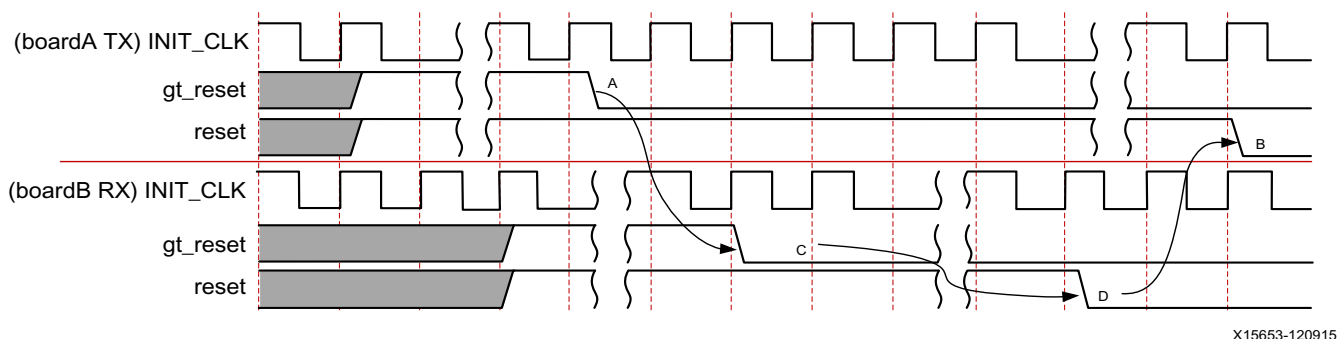 (boardA TX) INIT_CLK
gt_reset
A
reset
B
(boardB RX) INIT_CLK
gt_reset
C
reset
D
X15653-120915